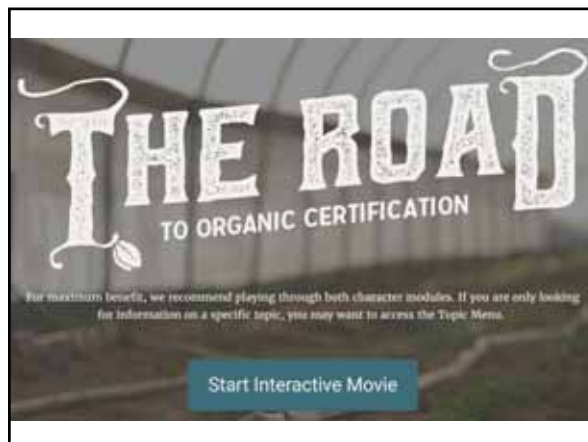 THE ROAD
TO ORGANIC CERTIFICATION
For maximum benefit, we recommend playing through both character modules. If you are only looking
for information on a specific topic, you may want to access the Topic Menu.
Start Interactive Movie